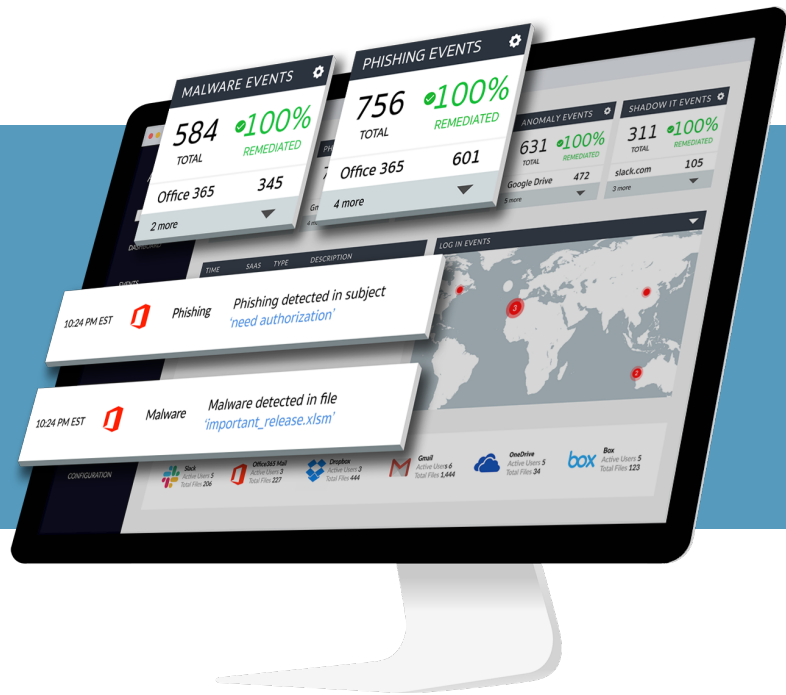 MALWARE EVENTS
584
TOTAL
100%
REMEDIATED
Office 365 345
2 more
PHISHING EVENTS
756
TOTAL
100%
REMEDIATED
Office 365 601
4 more
ANOMALY EVENTS
631
TOTAL
100%
REMEDIATED
Google Drive 472
5 more
SHADOW IT EVENTS
311
TOTAL
100%
REMEDIATED
slack.com 105
3 more
TIME SAAS TYPE DESCRIPTION
LOG IN EVENTS
3
2
10:24 PM EST Phishing Phishing detected in subject
'need authorization'
10:24 PM EST Malware Malware detected in file
'important_release.xlsm'
CONFIGURATION
Slack
Active Users 5
Total Files 206
Office365 Mail
Active Users 3
Total Files 227
Dropbox
Active Users 3
Total Files 444
Gmail
Active Users 6
Total Files 1,444
OneDrive
Active Users 5
Total Files 34
box
Box
Active Users 5
Total Files 123